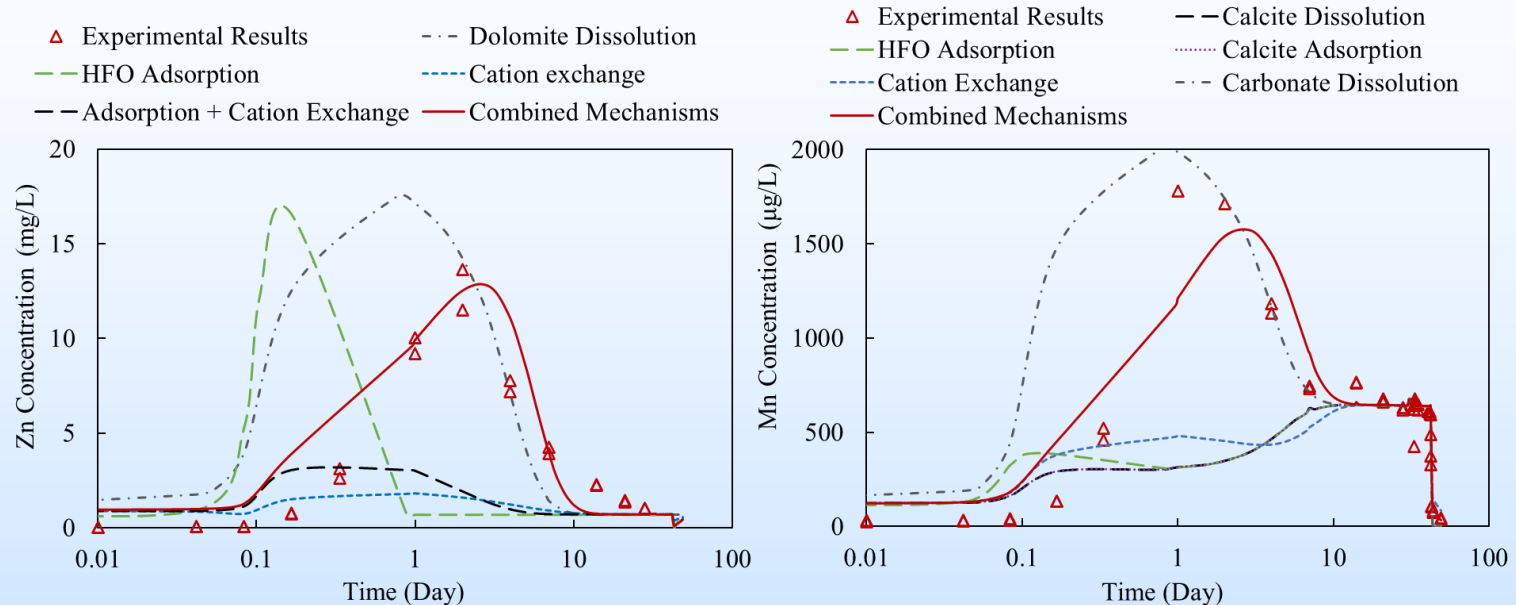 Experimental Results
Dolomite Dissolution
HFO Adsorption
Cation exchange
Adsorption + Cation Exchange
Combined Mechanisms
20
15
10
5
0
Zn Concentration (mg/L)
0.01 0.1 1 10 100
Time (Day)
Experimental Results
Calcite Dissolution
HFO Adsorption
Calcite Adsorption
Cation Exchange
Carbonate Dissolution
Combined Mechanisms
2000
1500
1000
500
0
Mn Concentration (µg/L)
0.01 0.1 1 10 100
Time (Day)